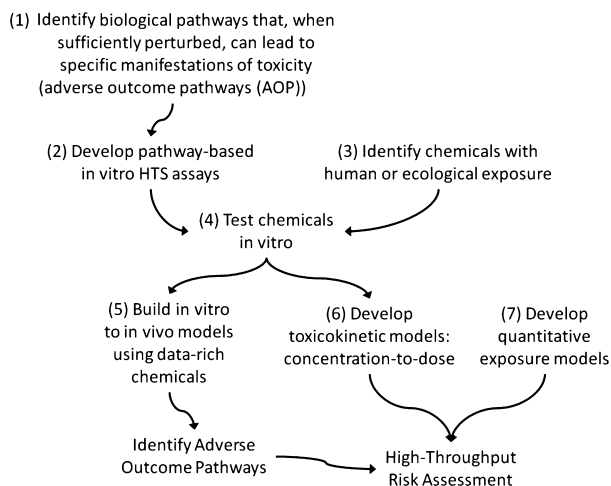 (1) Identify biological pathways that, when
sufficiently perturbed, can lead to
specific manifestations of toxicity
(adverse outcome pathways (AOP))
(2) Develop pathway-based
in vitro HTS assays
(3) Identify chemicals with
human or ecological exposure
(4) Test chemicals
in vitro
(5) Build in vitro
to in vivo models
using data-rich
chemicals
(6) Develop
toxicokinetic models:
concentration-to-dose
(7) Develop
quantitative
exposure models
Identify Adverse
Outcome Pathways
High-Throughput
Risk Assessment